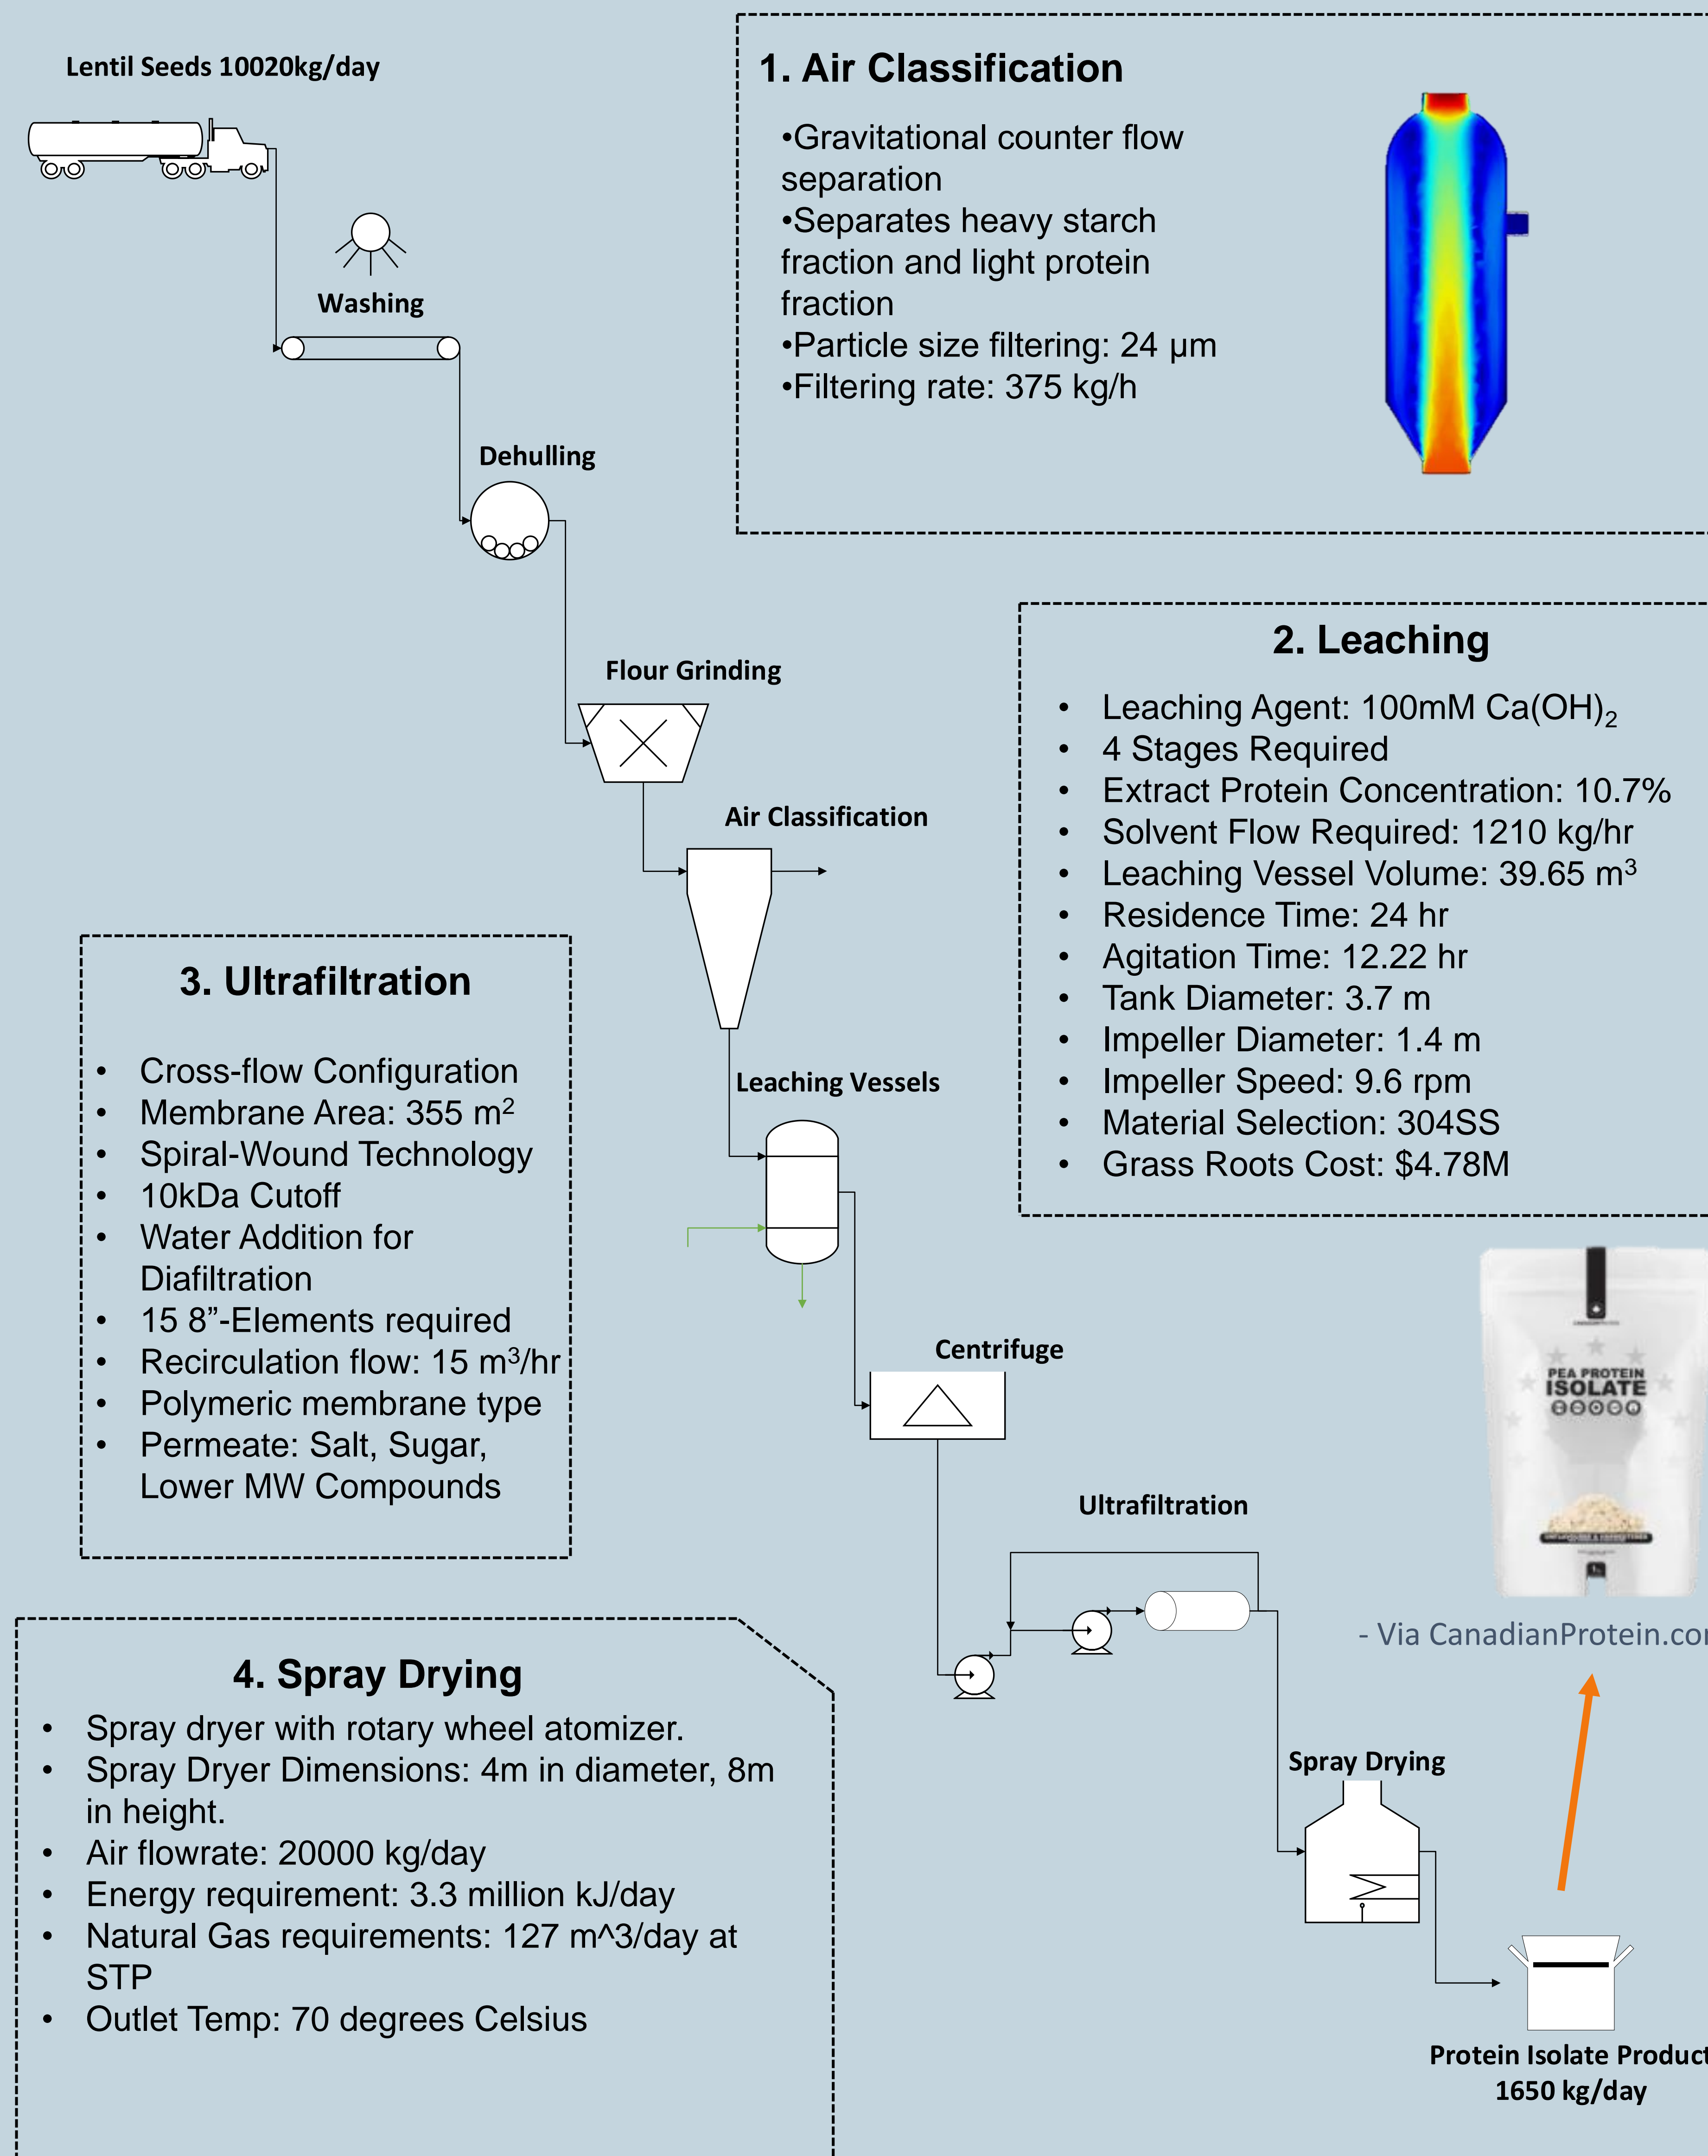 Lentil Seeds 10020kg/day
Washing
Dehulling
Flour Grinding
Air Classification
Leaching Vessels
Centrifuge
Ultrafiltration
Spray Drying
Protein Isolate Product
1650 kg/day
1. Air Classification
•Gravitational counter flow
separation
•Separates heavy starch
fraction and light protein
fraction
•Particle size filtering: 24 µm
•Filtering rate: 375 kg/h
2. Leaching
• Leaching Agent: 100mM Ca(OH)₂
• 4 Stages Required
• Extract Protein Concentration: 10.7%
• Solvent Flow Required: 1210 kg/hr
• Leaching Vessel Volume: 39.65 m³
• Residence Time: 24 hr
• Agitation Time: 12.22 hr
• Tank Diameter: 3.7 m
• Impeller Diameter: 1.4 m
• Impeller Speed: 9.6 rpm
• Material Selection: 304SS
• Grass Roots Cost: $4.78M
3. Ultrafiltration
• Cross-flow Configuration
• Membrane Area: 355 m²
• Spiral-Wound Technology
• 10kDa Cutoff
• Water Addition for
Diafiltration
• 15 8”-Elements required
• Recirculation flow: 15 m³/hr
• Polymeric membrane type
• Permeate: Salt, Sugar,
Lower MW Compounds
PEA PROTEIN
ISOLATE
- Via CanadianProtein.co
4. Spray Drying
• Spray dryer with rotary wheel atomizer.
• Spray Dryer Dimensions: 4m in diameter, 8m
in height.
• Air flowrate: 20000 kg/day
• Energy requirement: 3.3 million kJ/day
• Natural Gas requirements: 127 m^3/day at
STP
• Outlet Temp: 70 degrees Celsius